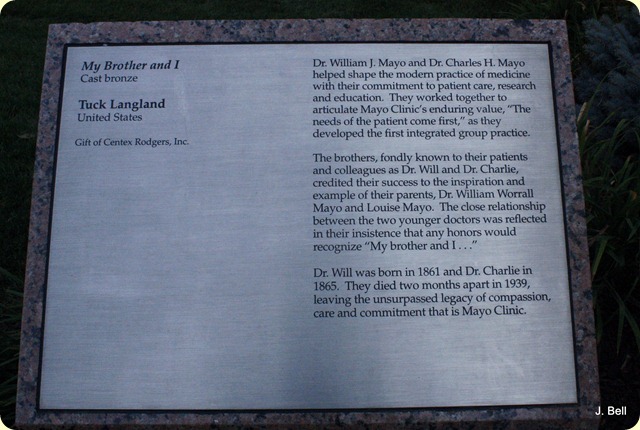 My Brother and I
Cast bronze
Tuck Langland
United States
Gift of Centex Rodgers, Inc.
Dr. William J. Mayo and Dr. Charles H. Mayo
helped shape the modern practice of medicine
with their commitment to patient care, research
and education. They worked together to
articulate Mayo Clinic's enduring value, "The
needs of the patient come first," as they
developed the first integrated group practice.
The brothers, fondly known to their patients
and colleagues as Dr. Will and Dr. Charlie,
credited their success to the inspiration and
example of their parents, Dr. William Worrall
Mayo and Louise Mayo. The close relationship
between the two younger doctors was reflected
in their insistence that any honors would
recognize "My brother and I . . ."
Dr. Will was born in 1861 and Dr. Charlie in
1865. They died two months apart in 1939,
leaving the unsurpassed legacy of compassion,
care and commitment that is Mayo Clinic.
J. Bell